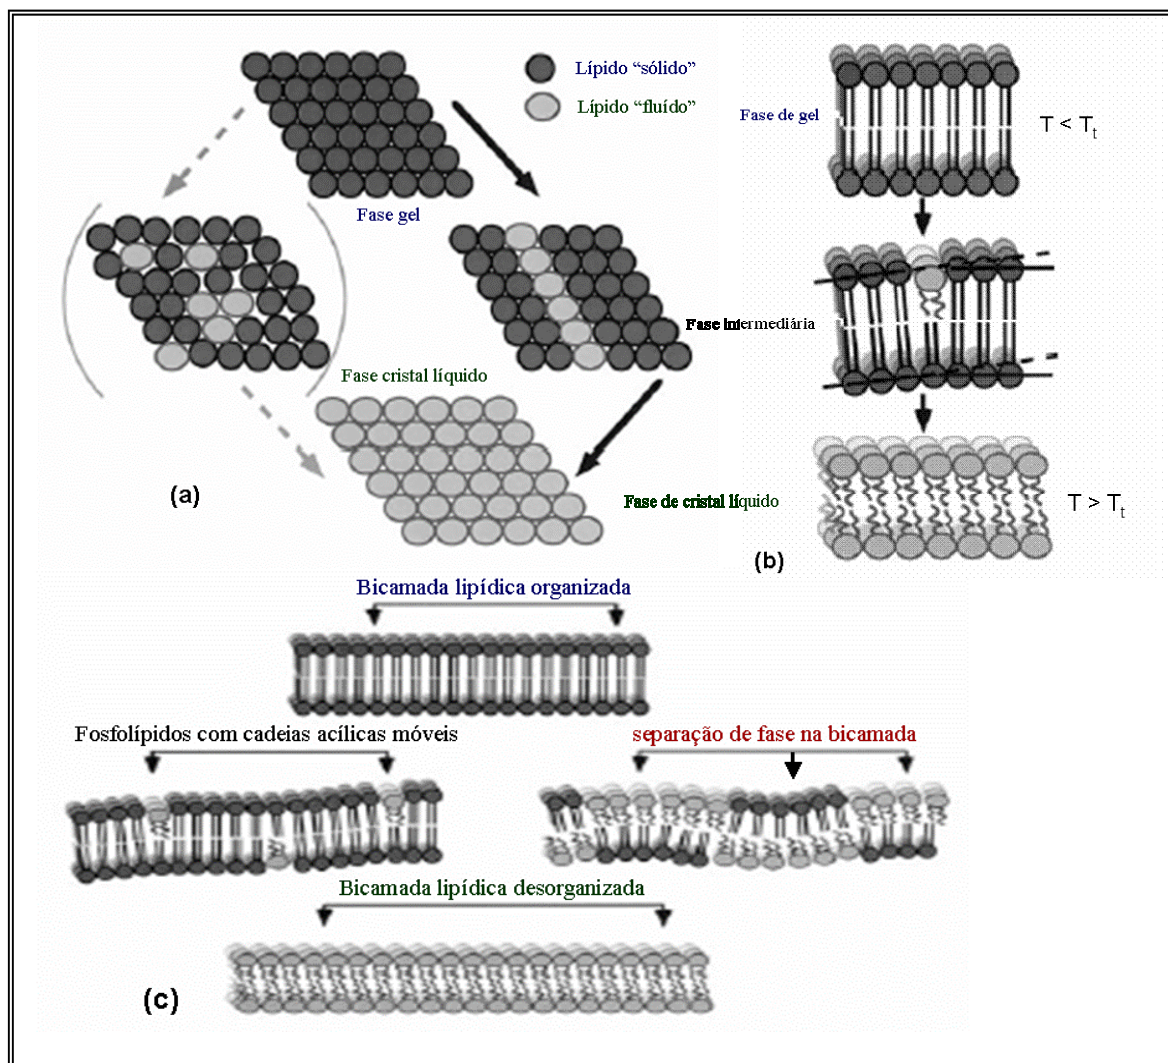 Lípido “sólido”
Lípido “fluído”
Fase gel
Fase cristal líquido
(a)
Fase de gel
T < Tt
Fase intermediária
Fase de cristal líquido
T > Tt
(b)
Bicamada lipídica organizada
Fosfolípidos com cadeias acílicas móveis
separação de fase na bicamada
Bicamada lipídica desorganizada
(c)